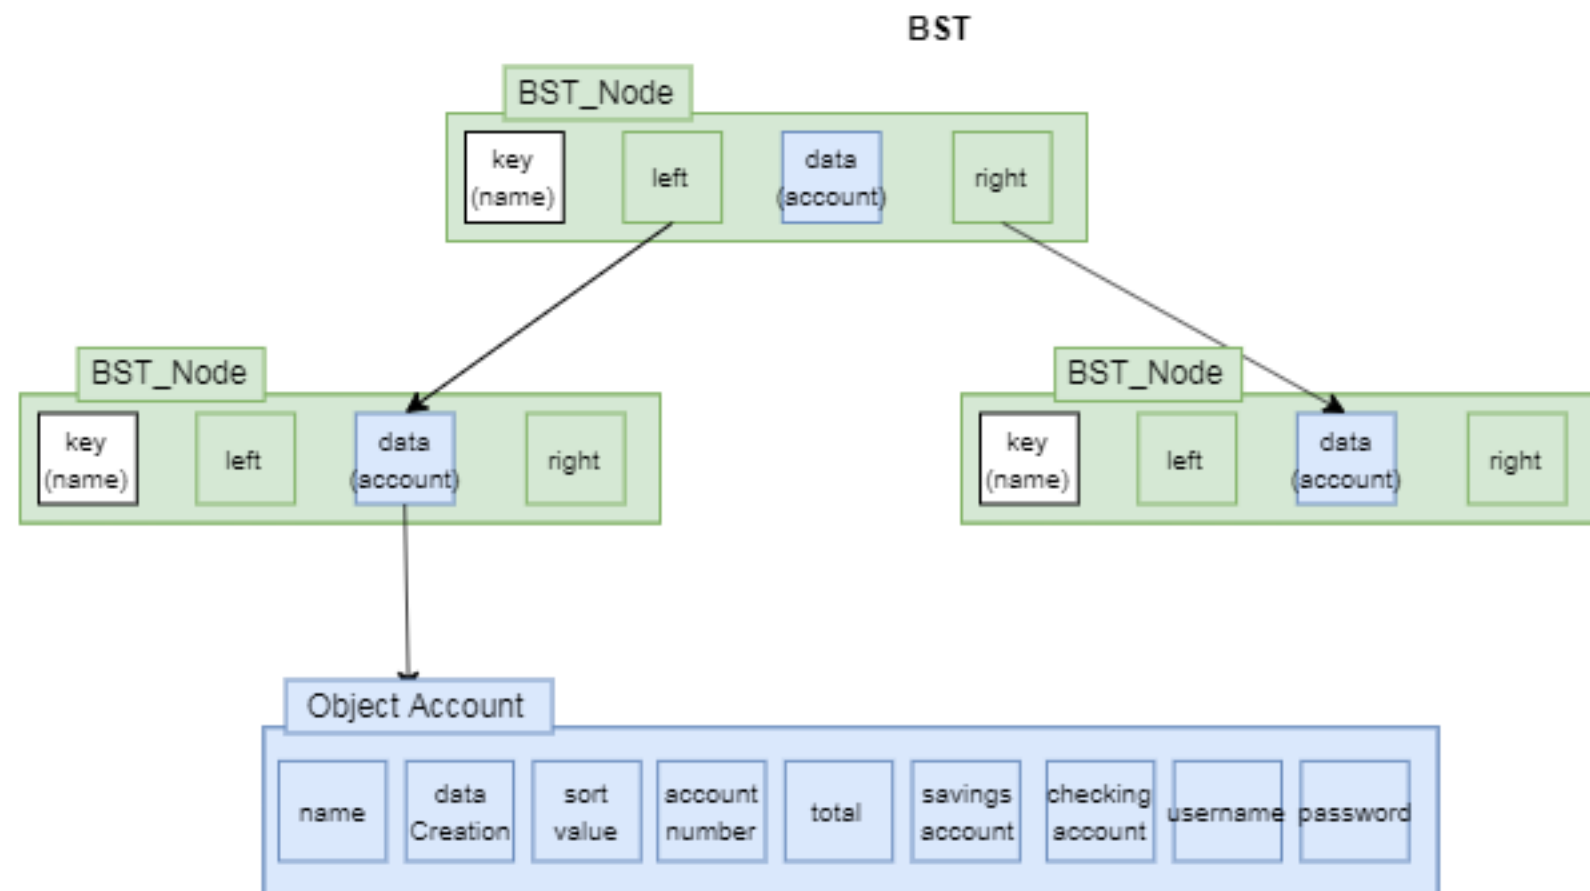 BST
BST_Node
key
(name)
left
data
(account)
right
BST_Node
key
(name)
left
data
(account)
right
BST_Node
key
(name)
left
data
(account)
right
Object Account
name
data
Creation
sort
value
account
number
total
savings
account
checking
account
username
password